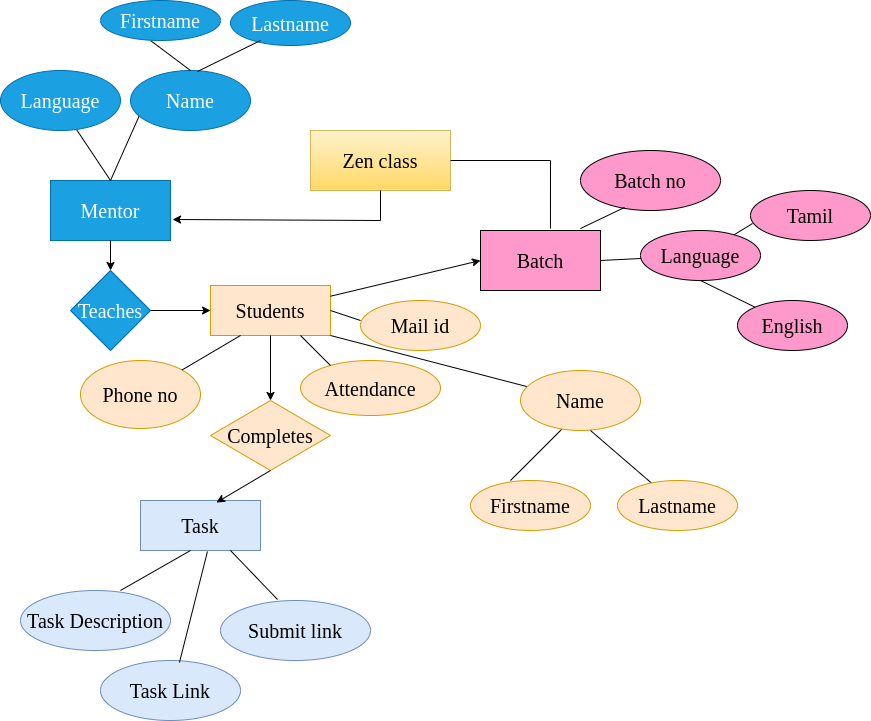 Firstname
Lastname
Language
Name
Zen class
Batch no
Mentor
Tamil
Language
Batch
Teaches
Students
Mail id
English
Phone no
Attendance
Name
Completes
Firstname
Lastname
Task
Task Description
Submit link
Task Link